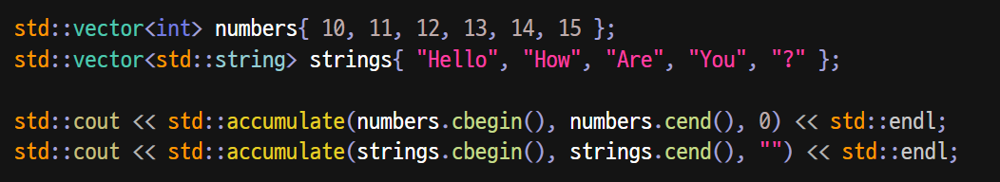 std::vector<int> numbers{ 10, 11, 12, 13, 14, 15 };
std::vector<std::string> strings{ "Hello", "How", "Are", "You", "?" };
std::cout << std::accumulate(numbers.cbegin(), numbers.cend(), 0) << std::endl;
std::cout << std::accumulate(strings.cbegin(), strings.cend(), "") << std::endl;